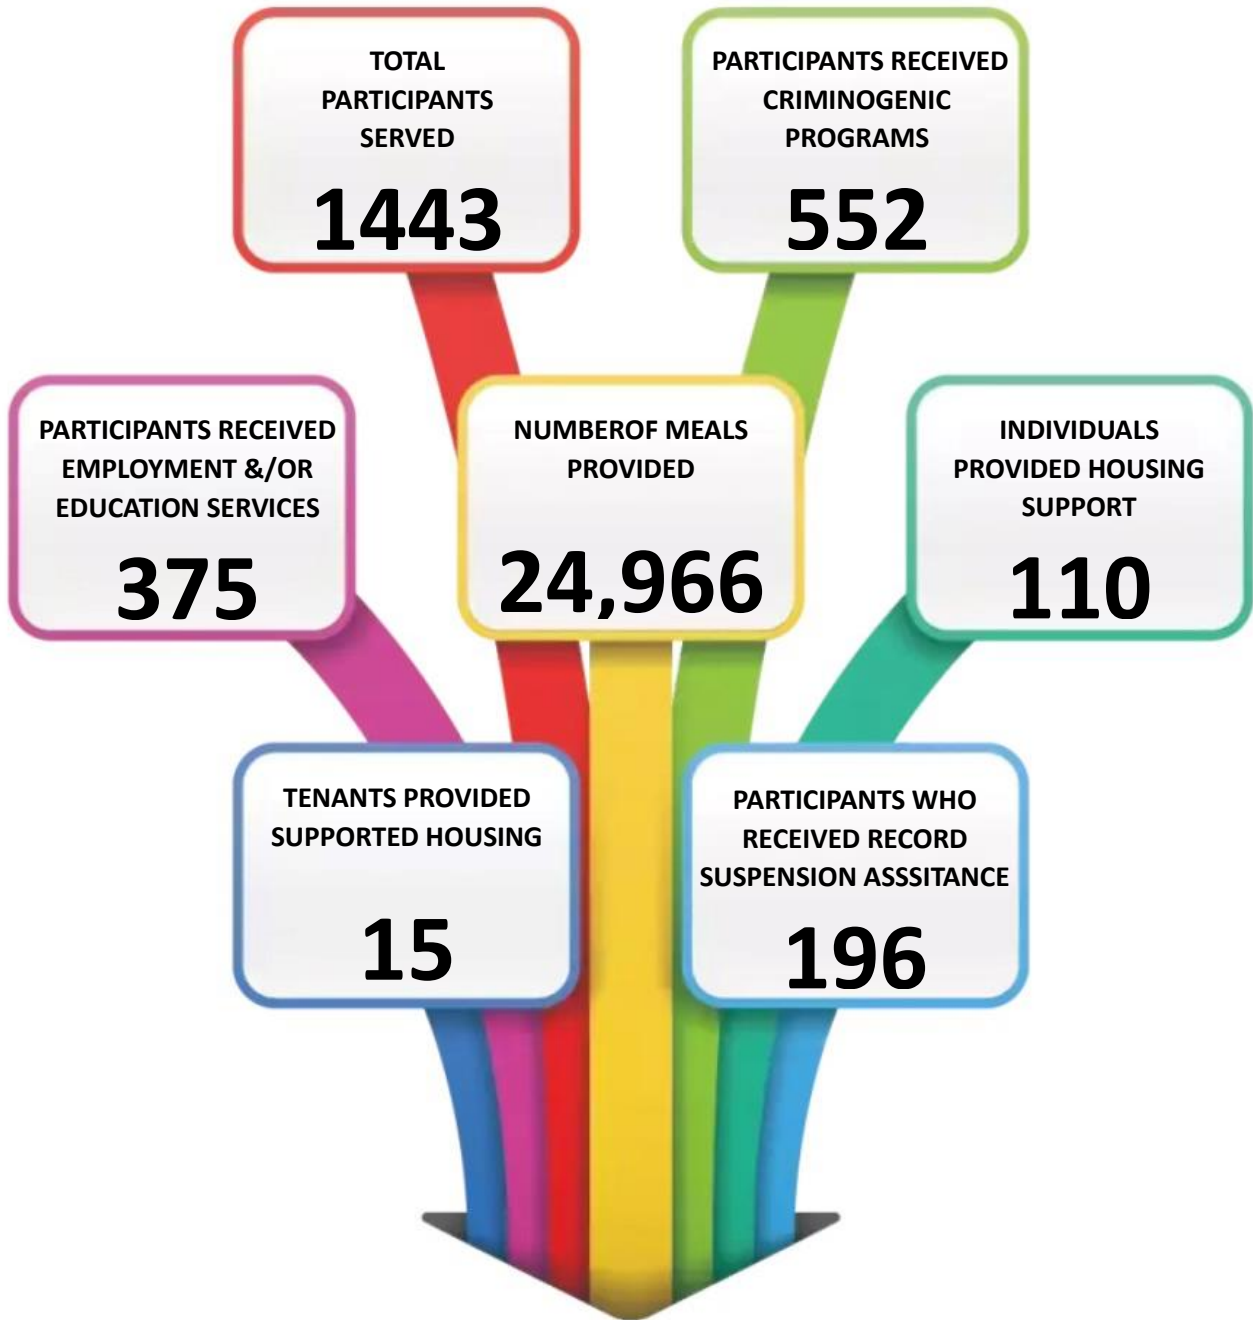 TOTAL
PARTICIPANTS
SERVED
1443
PARTICIPANTS RECEIVED
CRIMINOGENIC
PROGRAMS
552
PARTICIPANTS RECEIVED
EMPLOYMENT &/OR
EDUCATION SERVICES
375
NUMBEROF MEALS
PROVIDED
24,966
INDIVIDUALS
PROVIDED HOUSING
SUPPORT
110
TENANTS PROVIDED
SUPPORTED HOUSING
15
PARTICIPANTS WHO
RECEIVED RECORD
SUSPENSION ASSSITANCE
196